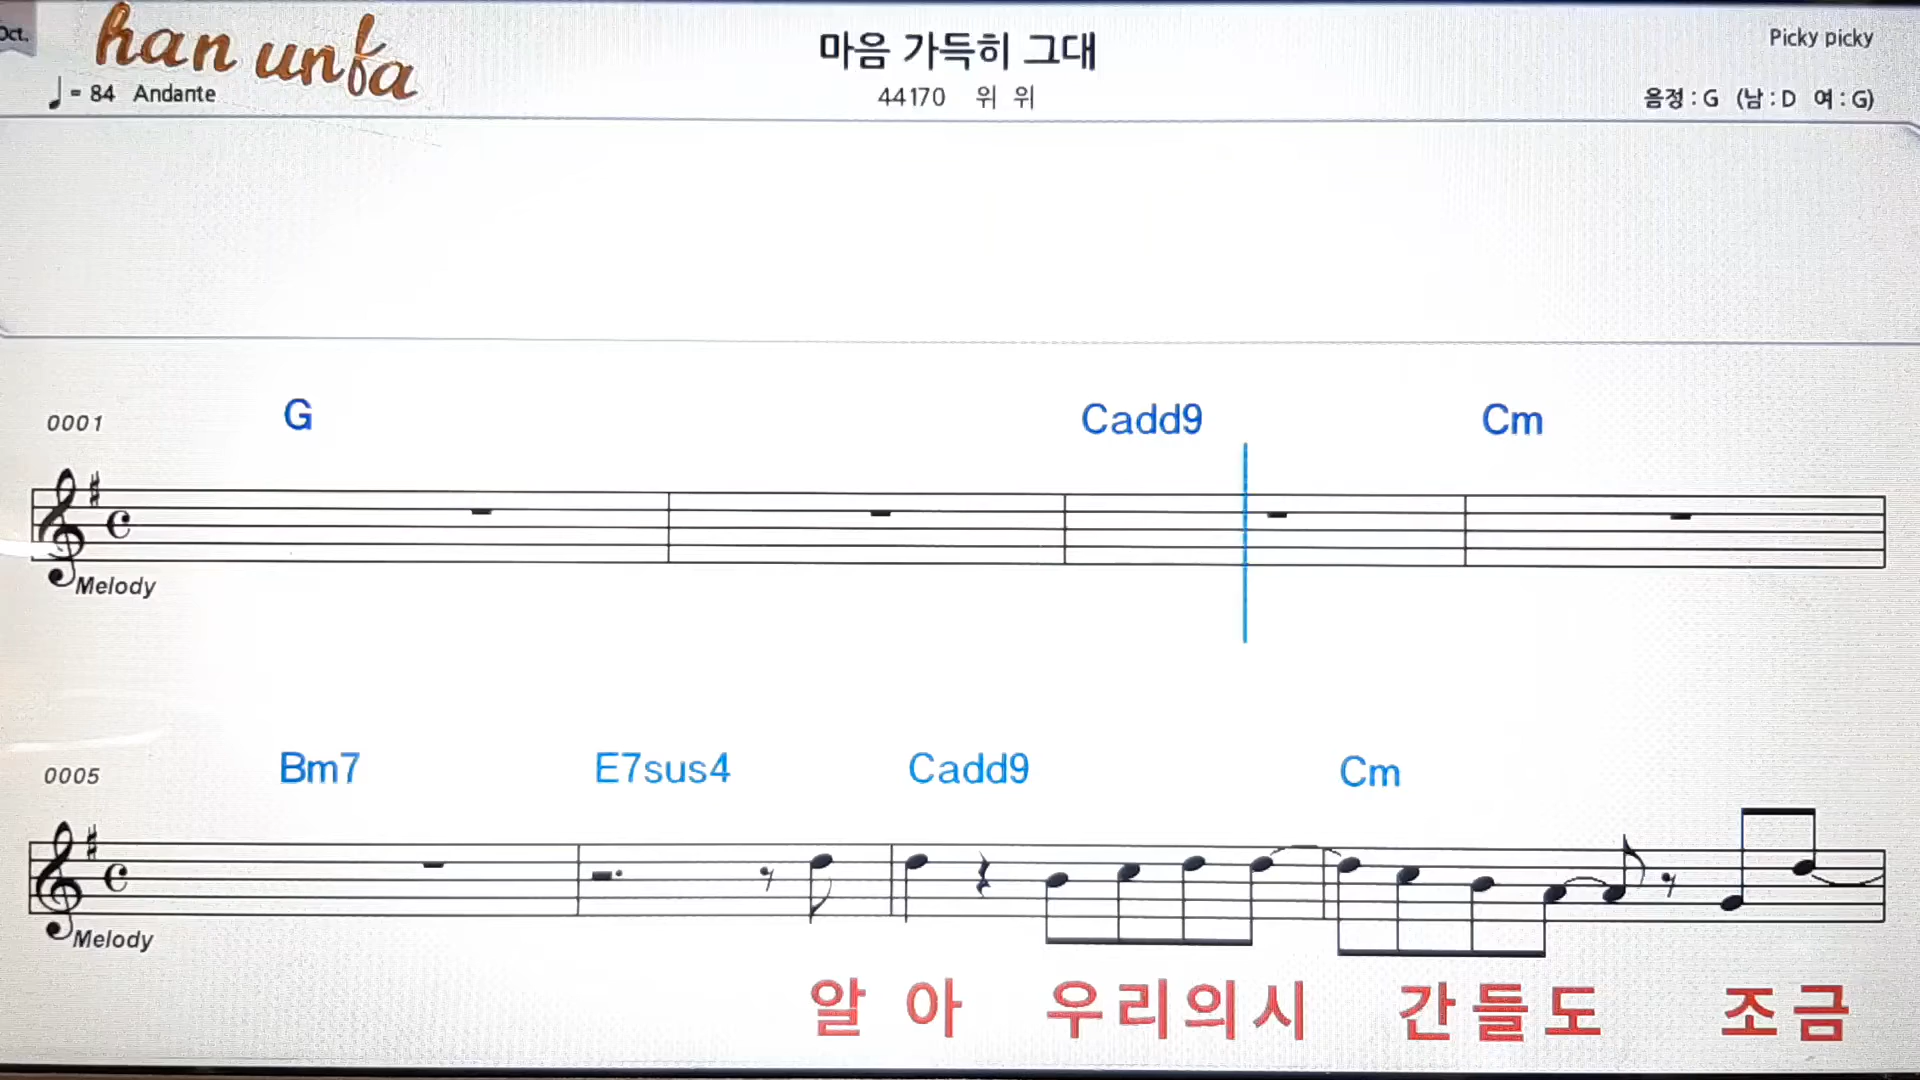 Oct.
han unfa
마음 가득히 그대
Picky picky
♩ = 84 Andante
44170 위 위
음정 : G (남 : D 여 : G)
0001 G Cadd9 Cm
Melody
0005 Bm7 E7sus4 Cadd9 Cm
Melody
알 아 우리의시 간들도 조금